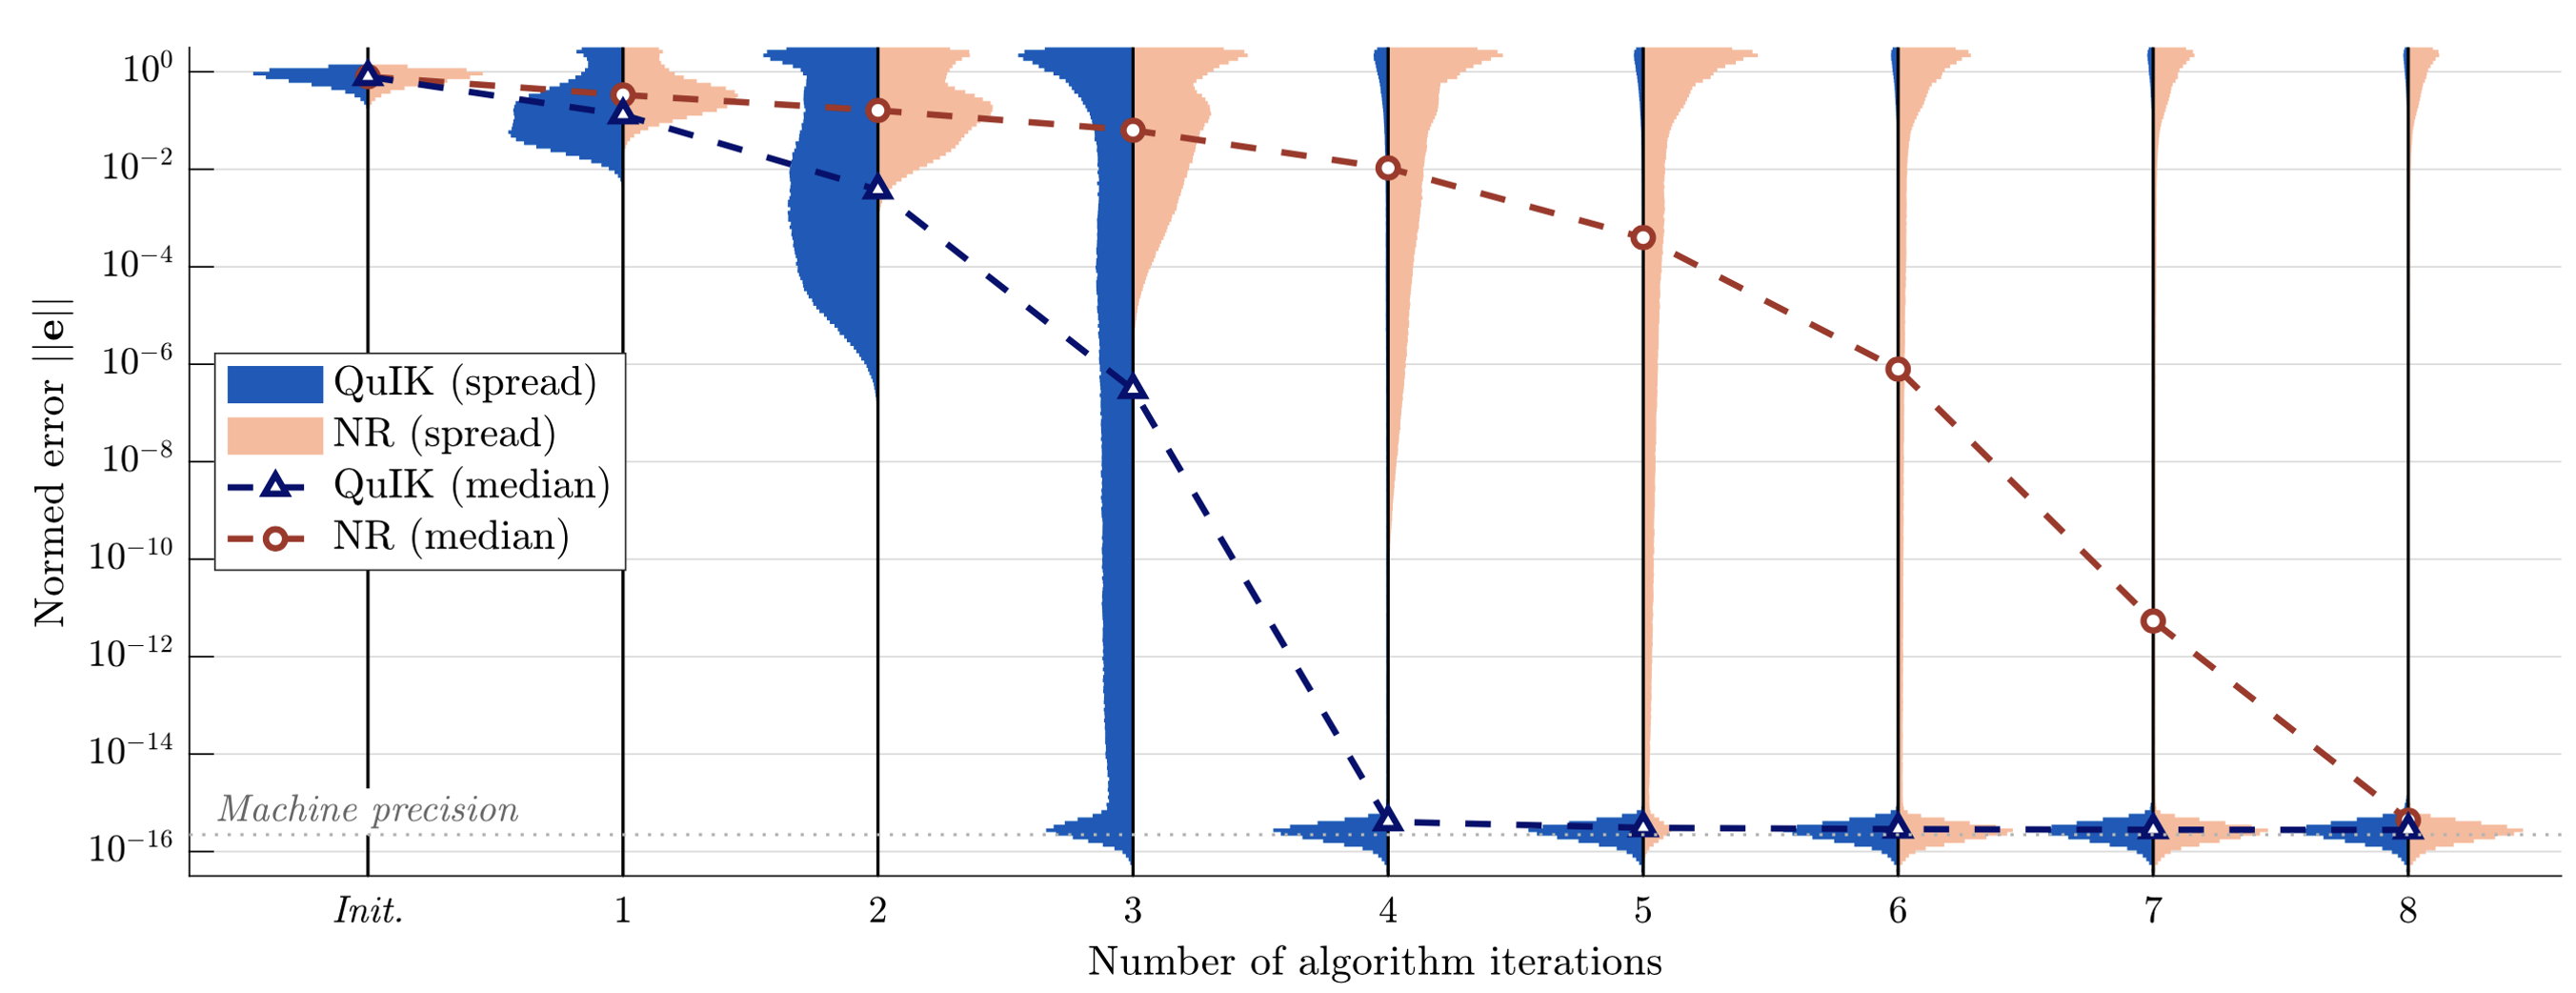 Normed error ||e||
10^0
10^-2
10^-4
10^-6
10^-8
10^-10
10^-12
10^-14
10^-16
QuIK (spread)
NR (spread)
QuIK (median)
NR (median)
Machine precision
Init. 1 2 3 4 5 6 7 8
Number of algorithm iterations